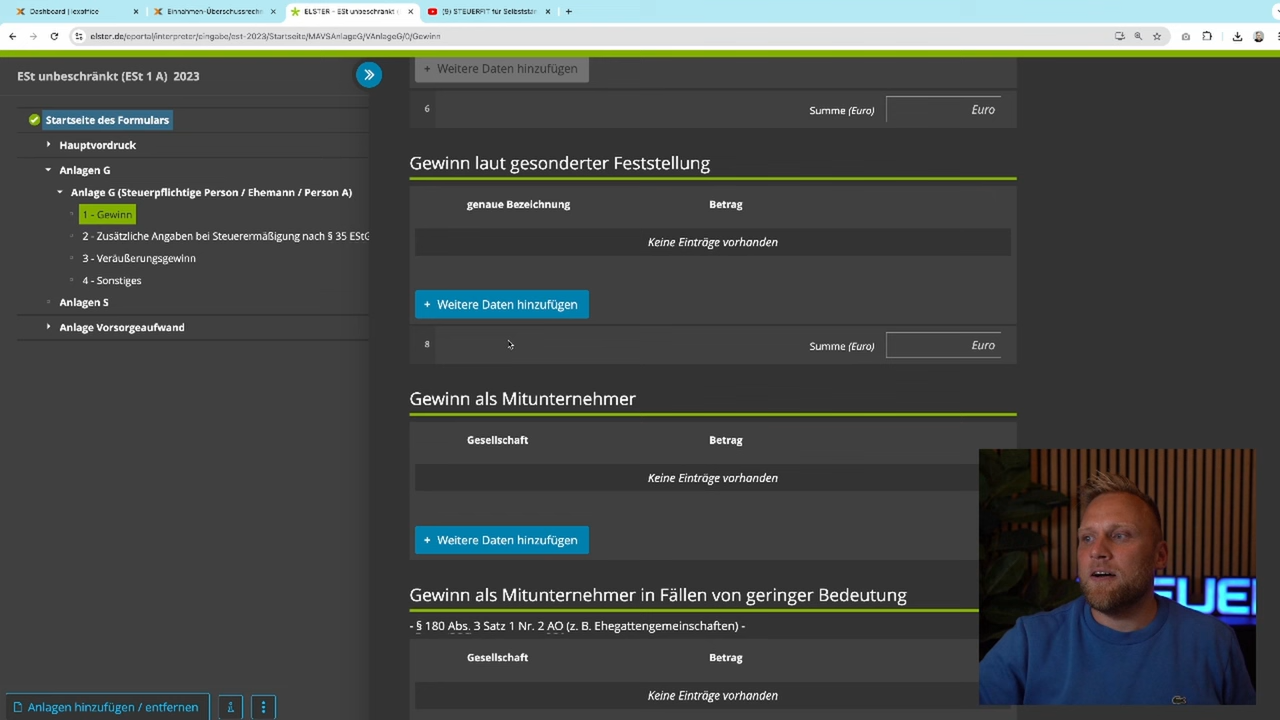 Dashboard | lexoffice
Einnahmen-Überschussrechn
ELSTER - ESt unbeschränkt (
(9) STEUERFIT für Selbststän
elster.de/eportal/interpreter/eingabe/est-2023/Startseite/MAVSAnlageG/VAnlageG/0/Gewinn
ESt unbeschränkt (ESt 1 A) 2023
Startseite des Formulars
Hauptvordruck
Anlagen G
Anlage G (Steuerpflichtige Person / Ehemann / Person A)
1 - Gewinn
2 - Zusätzliche Angaben bei Steuerermäßigung nach § 35 EStG
3 - Veräußerungsgewinn
4 - Sonstiges
Anlagen S
Anlage Vorsorgeaufwand
Anlagen hinzufügen / entfernen
+ Weitere Daten hinzufügen
6 Summe (Euro) Euro
Gewinn laut gesonderter Feststellung
genaue Bezeichnung Betrag
Keine Einträge vorhanden
+ Weitere Daten hinzufügen
8 Summe (Euro) Euro
Gewinn als Mitunternehmer
Gesellschaft Betrag
Keine Einträge vorhanden
+ Weitere Daten hinzufügen
Gewinn als Mitunternehmer in Fällen von geringer Bedeutung
- § 180 Abs. 3 Satz 1 Nr. 2 AO (z. B. Ehegattengemeinschaften) -
Gesellschaft Betrag
Keine Einträge vorhanden